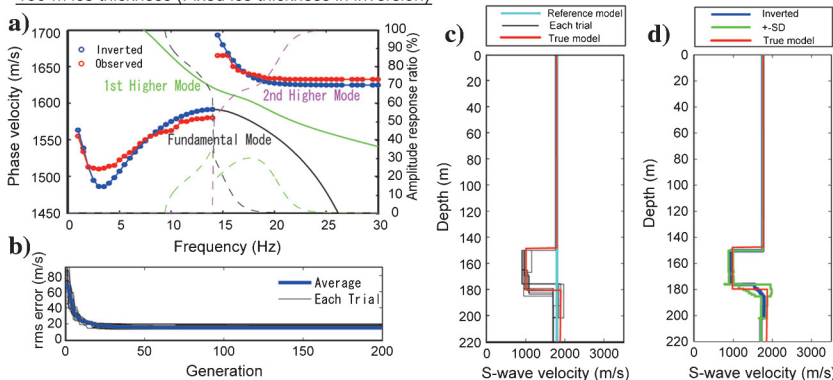 a)
1700
1650
1600
1550
1500
1450
Phase velocity (m/s)
Inverted
Observed
1st Higher Mode
2nd Higher Mode
Fundamental Mode
100
90
80
70
60
50
40
30
20
10
0
Amplitude response ratio (%)
0 5 10 15 20 25 30
Frequency (Hz)
b)
80
60
40
20
0
rms error (m/s)
Average
Each Trial
0 50 100 150 200
Generation
c)
Reference model
Each trial
True model
0
20
40
60
80
100
120
140
160
180
200
220
Depth (m)
0 1000 2000 3000
S-wave velocity (m/s)
d)
Inverted
+-SD
True model
0
20
40
60
80
100
120
140
160
180
200
220
Depth (m)
0 1000 2000 3000
S-wave velocity (m/s)